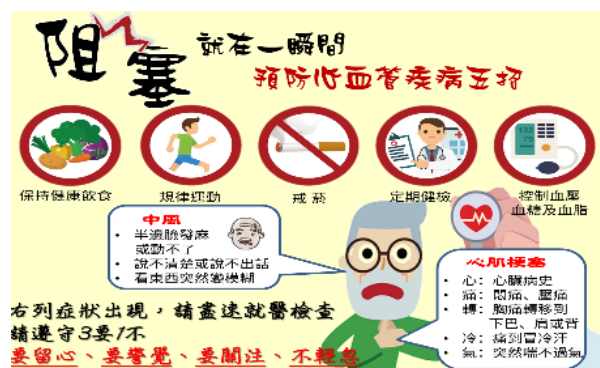 阻塞 就在一瞬間
預防心血管疾病五招
保持健康飲食
規律運動
戒菸
定期健檢
控制血壓
血糖及血脂
中風
• 半邊臉發麻
或動不了
• 說不清楚或說不出話
• 看東西突然變模糊
心肌梗塞
• 心：心臟病史
• 痛：悶痛、壓痛
• 轉：胸痛轉移到
下巴、肩或背
• 冷：痛到冒冷汗
• 氣：突然喘不過氣
右列症狀出現，請盡速就醫檢查
請遵守3要1不
要留心、要警覺、要關注、不輕忽